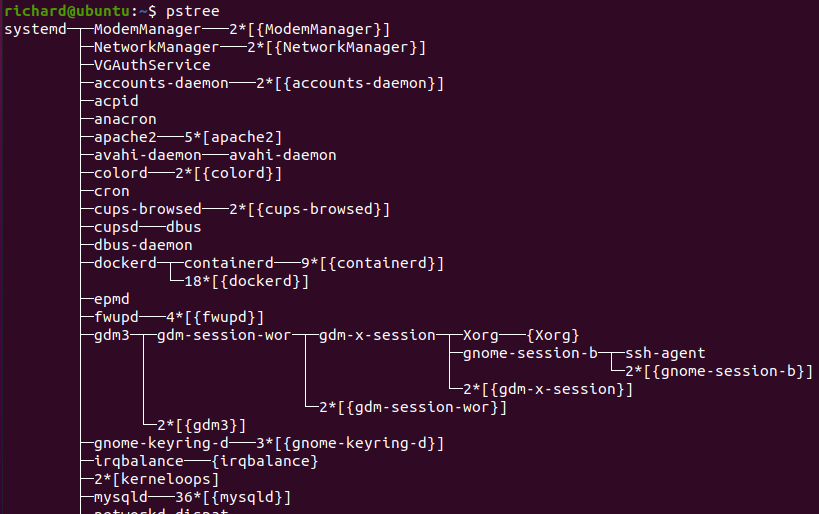 richard@ubuntu:~$ pstree
systemd─┬─ModemManager───2*[{ModemManager}]
        ├─NetworkManager───2*[{NetworkManager}]
        ├─VGAuthService
        ├─accounts-daemon───2*[{accounts-daemon}]
        ├─acpid
        ├─anacron
        ├─apache2───5*[apache2]
        ├─avahi-daemon───avahi-daemon
        ├─colord───2*[{colord}]
        ├─cron
        ├─cups-browsed───2*[{cups-browsed}]
        ├─cupsd───dbus
        ├─dbus-daemon
        ├─dockerd─┬─containerd───9*[{containerd}]
        │         └─18*[{dockerd}]
        ├─epmd
        ├─fwupd───4*[{fwupd}]
        ├─gdm3─┬─gdm-session-wor─┬─gdm-x-session─┬─Xorg───{Xorg}
        │      │                 │               ├─gnome-session-b─┬─ssh-agent
        │      │                 │               │                 └─2*[{gnome-session-b}]
        │      │                 │               └─2*[{gdm-x-session}]
        │      │                 └─2*[{gdm-session-wor}]
        │      └─2*[{gdm3}]
        ├─gnome-keyring-d───3*[{gnome-keyring-d}]
        ├─irqbalance───{irqbalance}
        ├─2*[kerneloops]
        ├─mysqld───36*[{mysqld}]
        ├─networkd-dispat